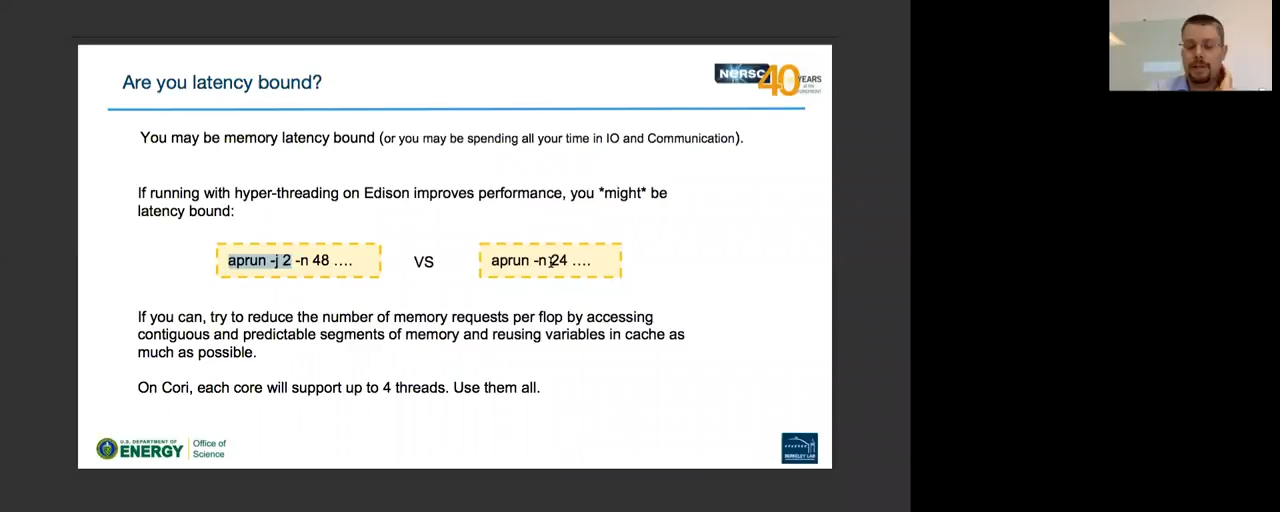 Are you latency bound?
NERSC 40 YEARS
You may be memory latency bound (or you may be spending all your time in IO and Communication).
If running with hyper-threading on Edison improves performance, you *might* be
latency bound:
aprun -j 2 -n 48 ....
VS
aprun -n 24 ....
If you can, try to reduce the number of memory requests per flop by accessing
contiguous and predictable segments of memory and reusing variables in cache as
much as possible.
On Cori, each core will support up to 4 threads. Use them all.
U.S. DEPARTMENT OF
ENERGY
Office of
Science
BERKELEY LAB